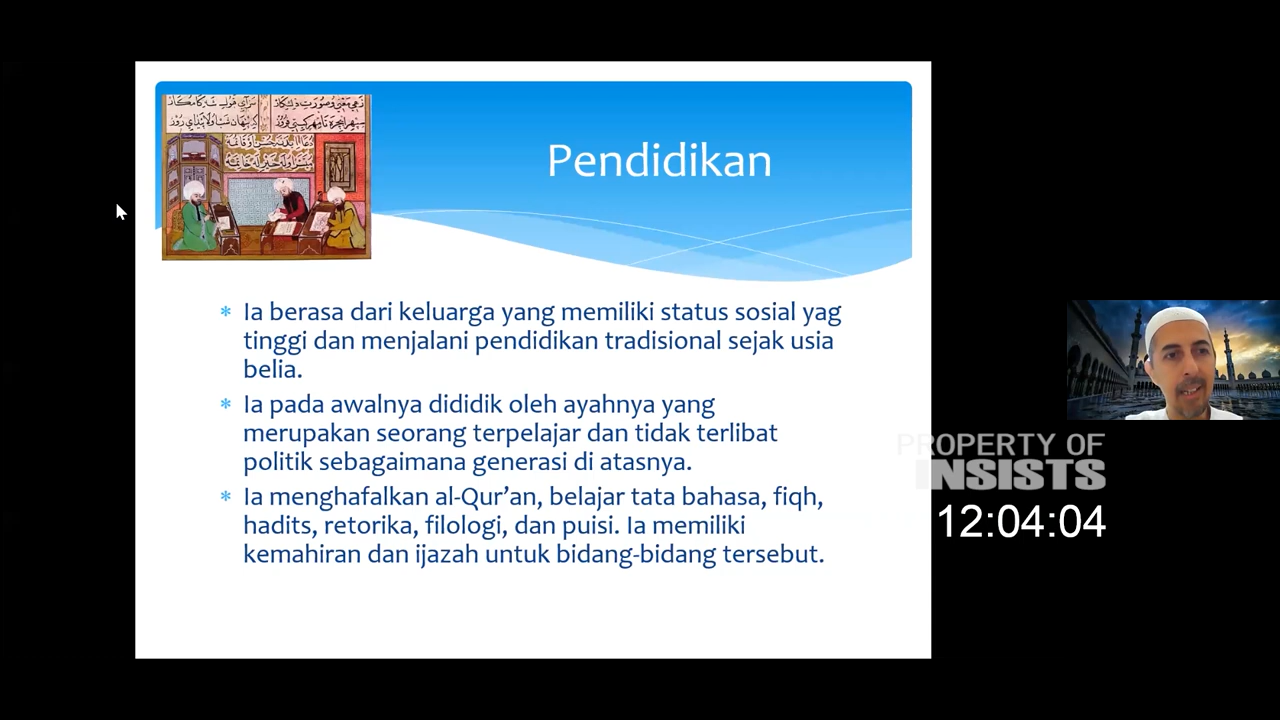 Pendidikan
* Ia berasa dari keluarga yang memiliki status sosial yag
tinggi dan menjalani pendidikan tradisional sejak usia
belia.
* Ia pada awalnya dididik oleh ayahnya yang
merupakan seorang terpelajar dan tidak terlibat
politik sebagaimana generasi di atasnya.
* Ia menghafalkan al-Qur’an, belajar tata bahasa, fiqh,
hadits, retorika, filologi, dan puisi. Ia memiliki
kemahiran dan ijazah untuk bidang-bidang tersebut.
PROPERTY OF
INSISTS
12:04:04